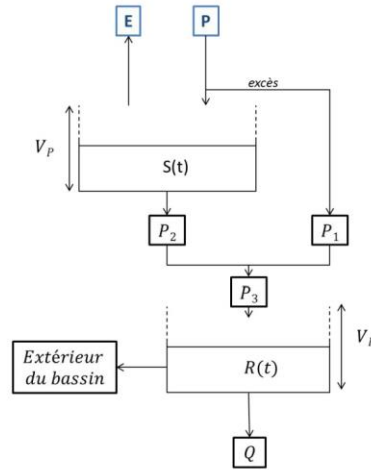 E P
excès
V_P
S(t)
P_2 P_1
P_3
Extérieur
du bassin
R(t)
Q